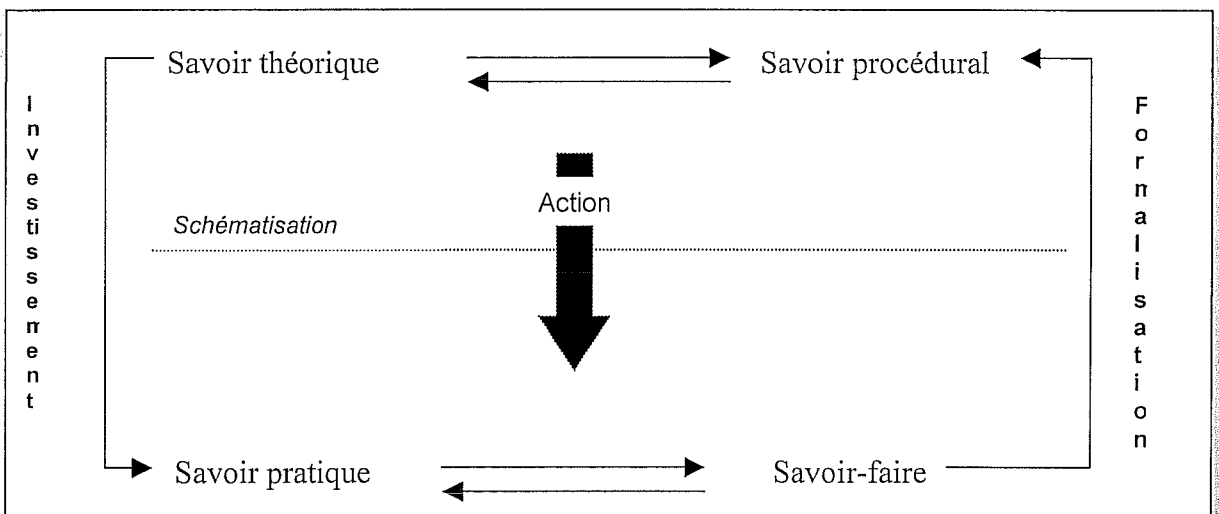 Savoir théorique
Savoir procédural
Investissement
Formalisation
Action
Schématisation
Savoir pratique
Savoir-faire